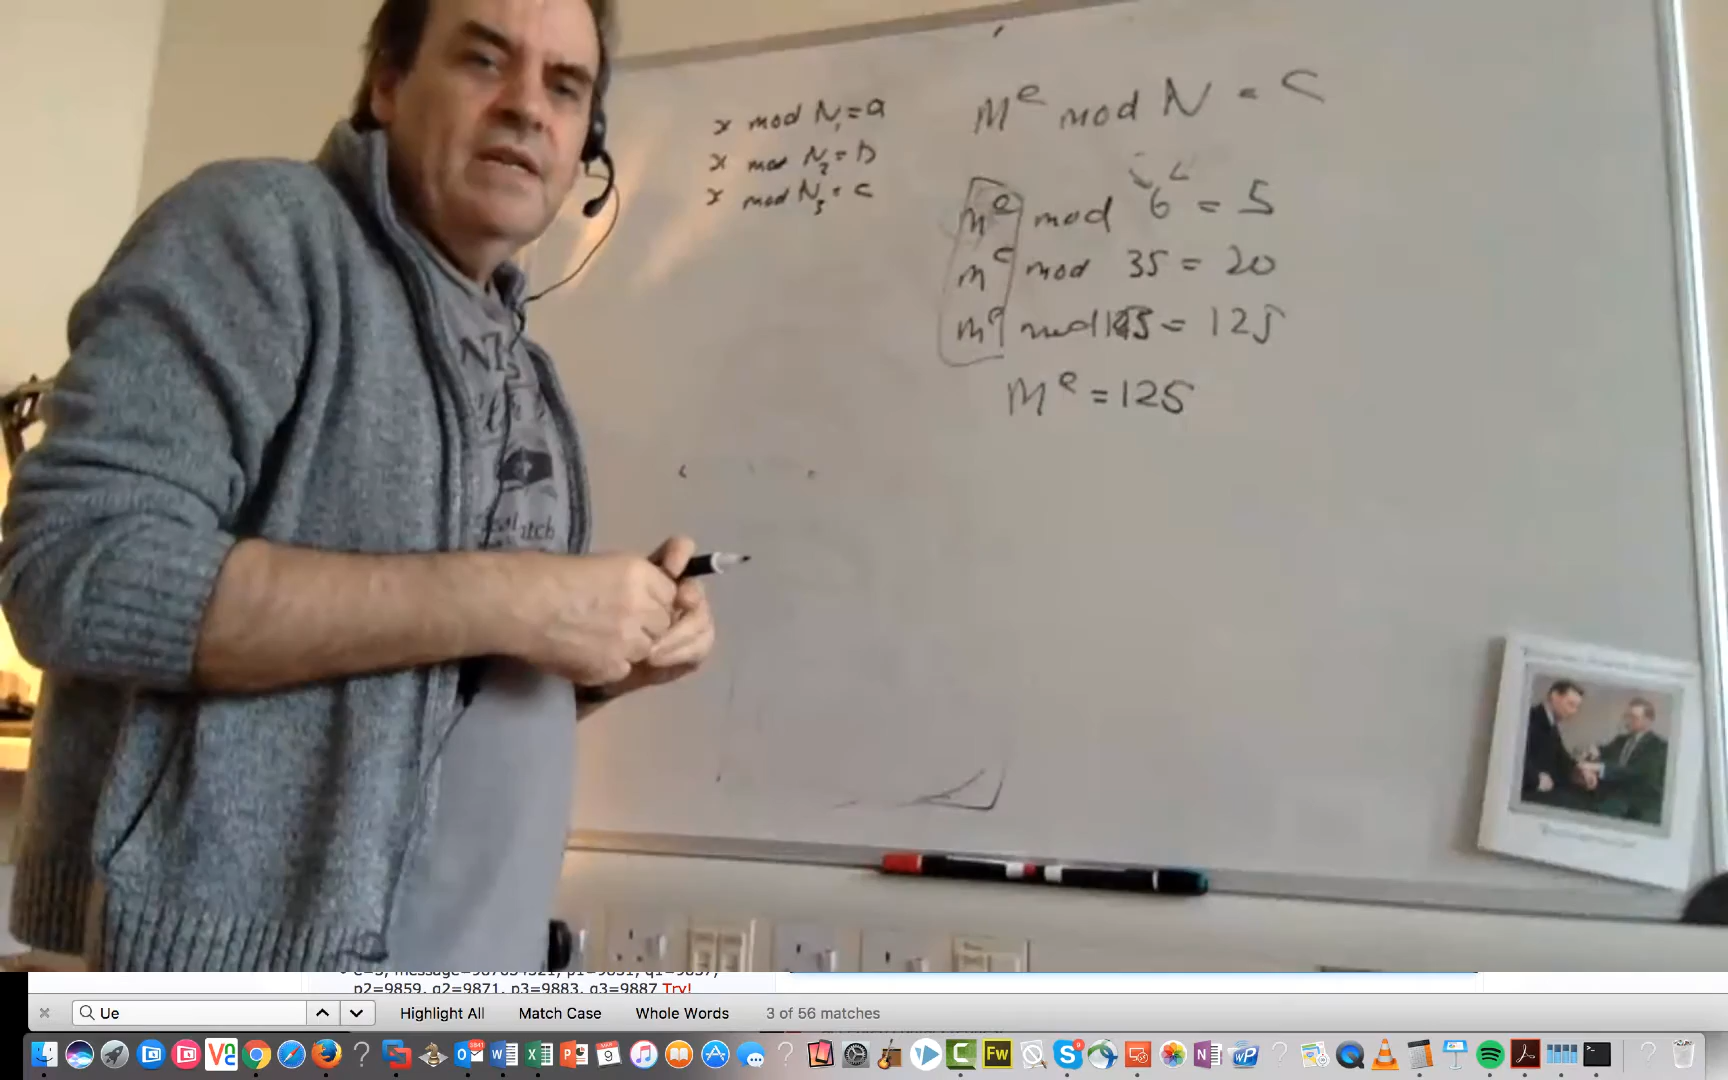 x mod N₁ = a
x mod N₂ = b
x mod N₃ = c
Mᵉ mod N = C
mᵉ mod 6 = 5
mᵉ mod 35 = 20
mᵉ mod = 125
Mᵉ = 125
p2=9859, q2=9871, p3=9883, q3=9887 Try!
Ue
Highlight All
Match Case
Whole Words
3 of 56 matches